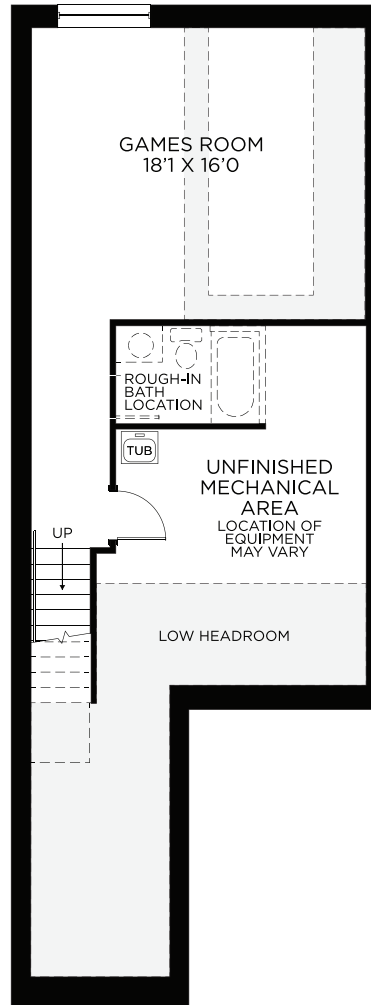 GAMES ROOM
18'1 X 16'0
ROUGH-IN
BATH
LOCATION
TUB
UNFINISHED
MECHANICAL
AREA
LOCATION OF
EQUIPMENT
MAY VARY
UP
LOW HEADROOM